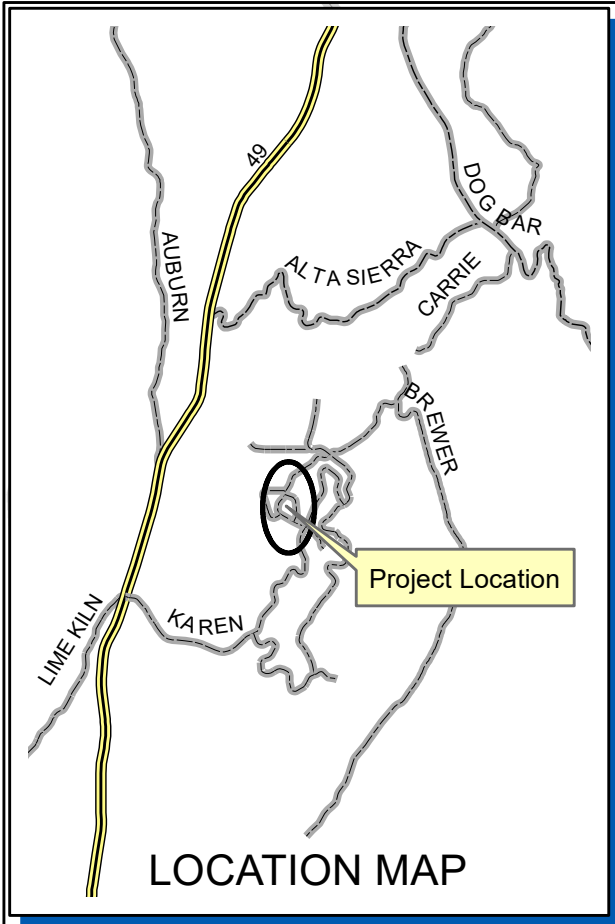 49
DOG BAR
AUBURN
ALTA SIERRA
CARRIE
BREWER
Project Location
KAREN
LIME KILN
LOCATION MAP